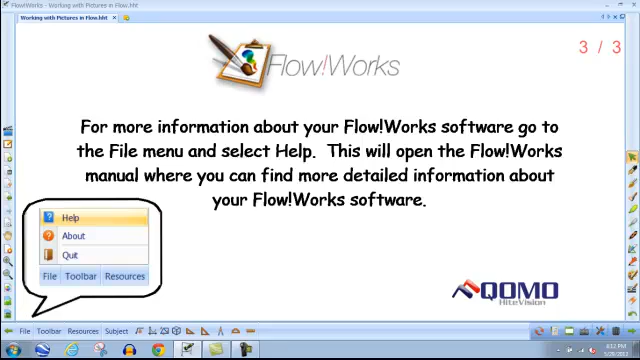 Flow!Works - Working with Pictures in Flow.hht
Working with Pictures in Flow.hht
3 / 3
Flow!Works
For more information about your Flow!Works software go to
the File menu and select Help. This will open the Flow!Works
manual where you can find more detailed information about
your Flow!Works software.
Help
About
Quit
File Toolbar Resources
QOMO
HiteVision
File Toolbar Resources Subject
4:12 PM